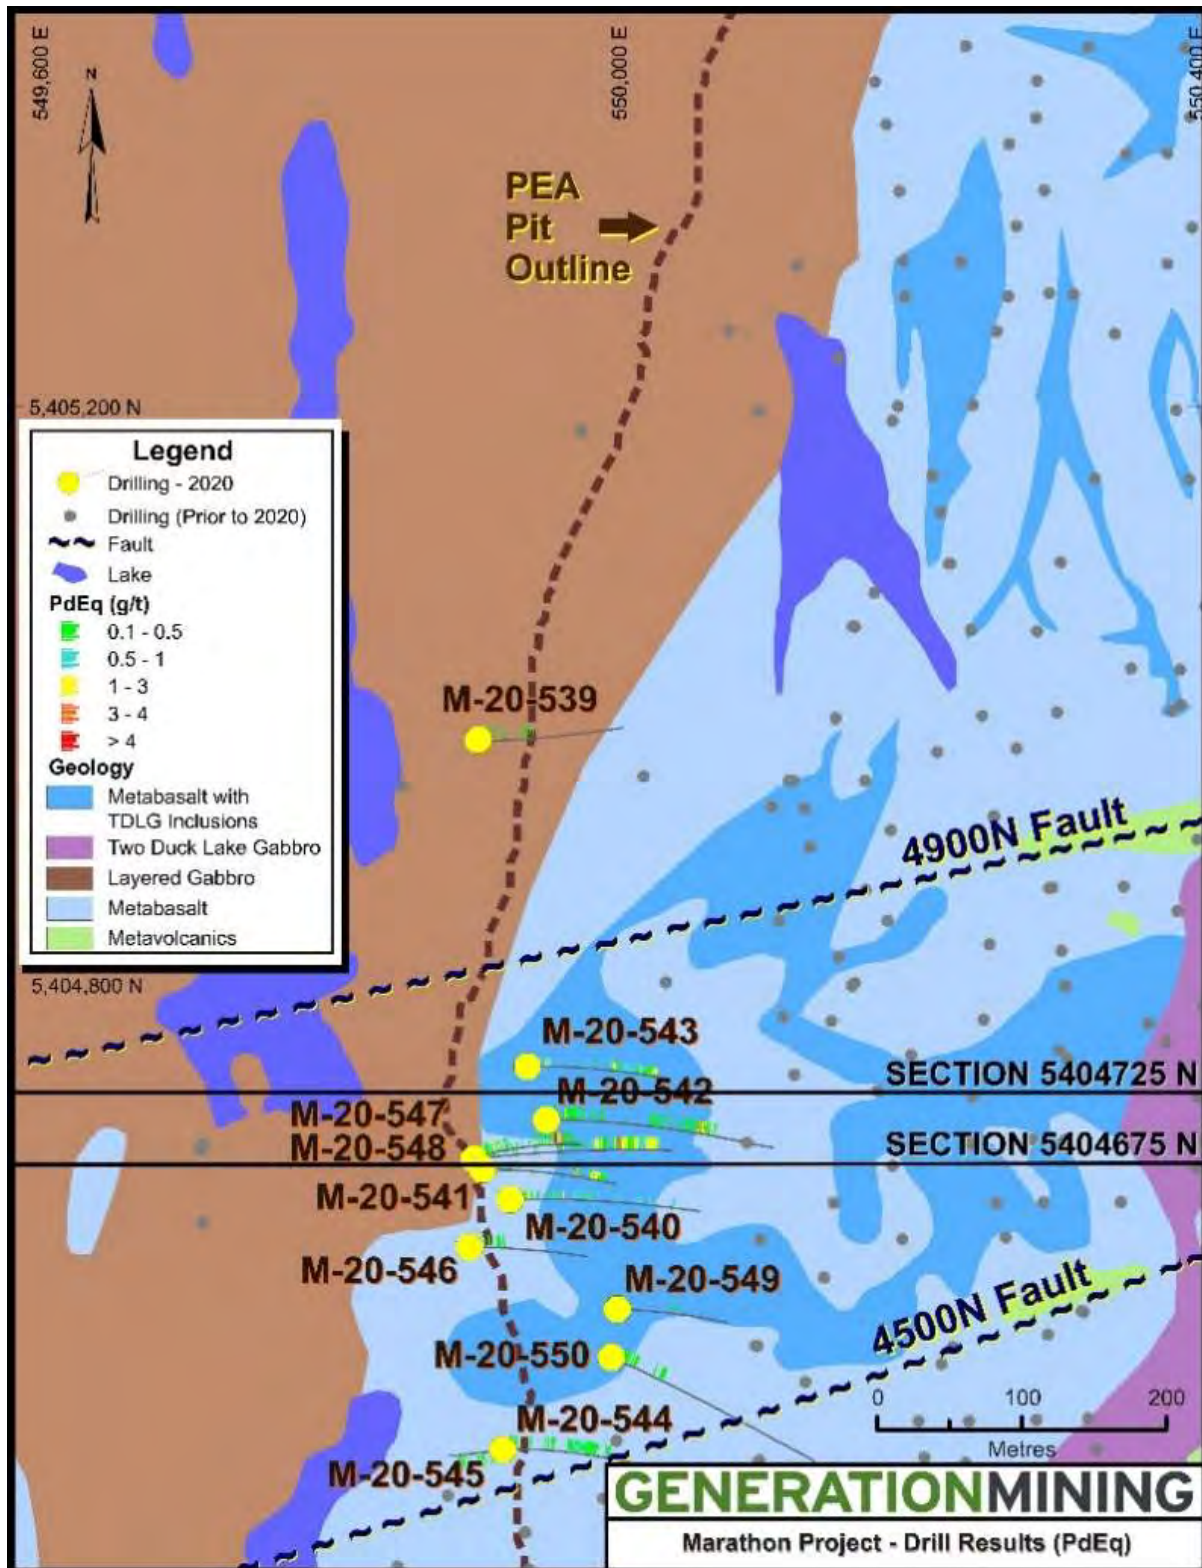 549,600 E
550,000 E
550,400 E
N
PEA
Pit
Outline
5,405,200 N
Legend
Drilling - 2020
Drilling (Prior to 2020)
Fault
Lake
PdEq (g/t)
0.1 - 0.5
0.5 - 1
1 - 3
3 - 4
> 4
Geology
Metabasalt with
TDLG Inclusions
Two Duck Lake Gabbro
Layered Gabbro
Metabasalt
Metavolcanics
M-20-539
4900N Fault
5,404,800 N
M-20-543
SECTION 5404725 N
M-20-542
M-20-547
M-20-548
SECTION 5404675 N
M-20-541
M-20-540
M-20-546
M-20-549
4500N Fault
M-20-550
0 100 200
Metres
M-20-544
M-20-545
GENERATIONMINING
Marathon Project - Drill Results (PdEq)